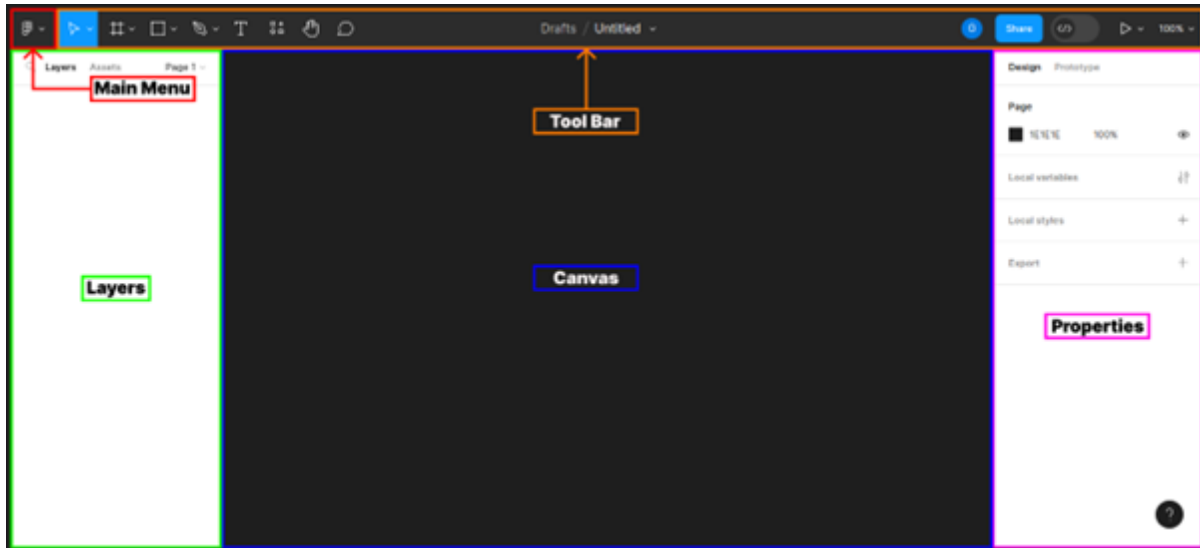 T
Drafts / Untitled
Share
100%
Layers Assets Page 1
Main Menu
Tool Bar
Canvas
Layers
Design Prototype
Page
1E1E1E 100%
Local variables
Local styles
Export
Properties
?